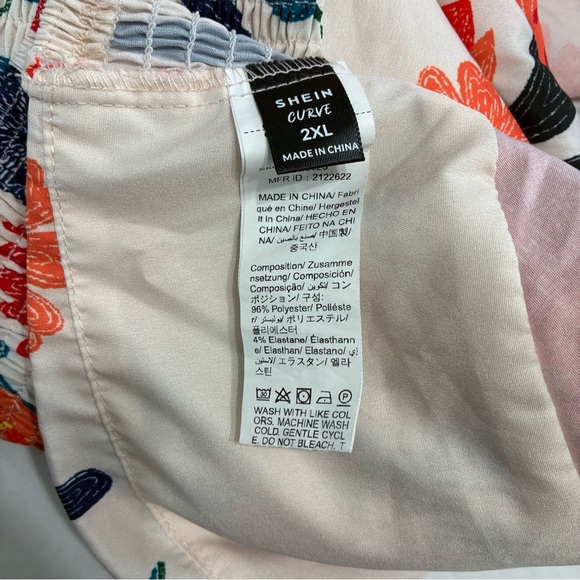 SHEIN
CURVE
2XL
MADE IN CHINA
MFR ID : 2122622
MADE IN CHINA/ Fabri
qué en Chine/ Hergestel
lt in China/ HECHO EN
CHINA/ FEITO NA CHI
NA/ صنع بالصين/ 中国製/
중국산
Composition/ Zusamme
nsetzung/ Composición/
Composição/ تكوين/ コン
ポジション/ 구성:
96% Polyester/ Poliéste
r/ بوليستر/ ポリエステル/
폴리에스터
4% Elastane/ Élasthann
e/ Elasthan/ Elastano/ إي
لاستين/ エラスタン/ 엘라
스틴
P
WASH WITH LIKE COL
ORS. MACHINE WASH
COLD. GENTLE CYCL
E. DO NOT BLEACH. T